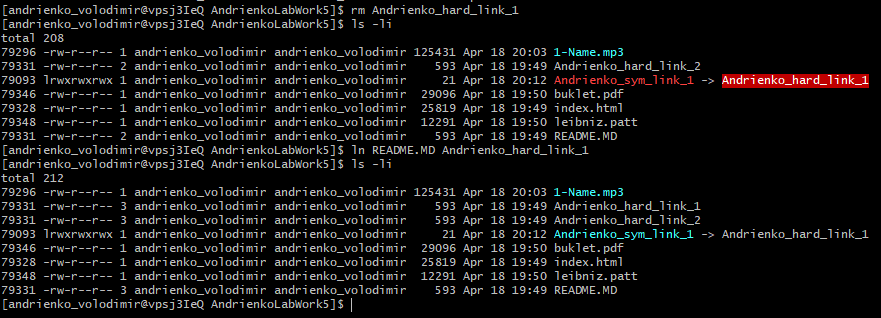 [andrienko_volodimir@vpsj3IeQ AndrienkoLabWork5]$ rm Andrienko_hard_link_1
[andrienko_volodimir@vpsj3IeQ AndrienkoLabWork5]$ ls -li
total 208
79296 -rw-r--r-- 1 andrienko_volodimir andrienko_volodimir 125431 Apr 18 20:03 1-Name.mp3
79331 -rw-r--r-- 2 andrienko_volodimir andrienko_volodimir    593 Apr 18 19:49 Andrienko_hard_link_2
79093 lrwxrwxrwx 1 andrienko_volodimir andrienko_volodimir     21 Apr 18 20:12 Andrienko_sym_link_1 -> Andrienko_hard_link_1
79346 -rw-r--r-- 1 andrienko_volodimir andrienko_volodimir  29096 Apr 18 19:50 buklet.pdf
79328 -rw-r--r-- 1 andrienko_volodimir andrienko_volodimir  25819 Apr 18 19:49 index.html
79348 -rw-r--r-- 1 andrienko_volodimir andrienko_volodimir  12291 Apr 18 19:50 leibniz.patt
79331 -rw-r--r-- 2 andrienko_volodimir andrienko_volodimir    593 Apr 18 19:49 README.MD
[andrienko_volodimir@vpsj3IeQ AndrienkoLabWork5]$ ln README.MD Andrienko_hard_link_1
[andrienko_volodimir@vpsj3IeQ AndrienkoLabWork5]$ ls -li
total 212
79296 -rw-r--r-- 1 andrienko_volodimir andrienko_volodimir 125431 Apr 18 20:03 1-Name.mp3
79331 -rw-r--r-- 3 andrienko_volodimir andrienko_volodimir    593 Apr 18 19:49 Andrienko_hard_link_1
79331 -rw-r--r-- 3 andrienko_volodimir andrienko_volodimir    593 Apr 18 19:49 Andrienko_hard_link_2
79093 lrwxrwxrwx 1 andrienko_volodimir andrienko_volodimir     21 Apr 18 20:12 Andrienko_sym_link_1 -> Andrienko_hard_link_1
79346 -rw-r--r-- 1 andrienko_volodimir andrienko_volodimir  29096 Apr 18 19:50 buklet.pdf
79328 -rw-r--r-- 1 andrienko_volodimir andrienko_volodimir  25819 Apr 18 19:49 index.html
79348 -rw-r--r-- 1 andrienko_volodimir andrienko_volodimir  12291 Apr 18 19:50 leibniz.patt
79331 -rw-r--r-- 3 andrienko_volodimir andrienko_volodimir    593 Apr 18 19:49 README.MD
[andrienko_volodimir@vpsj3IeQ AndrienkoLabWork5]$